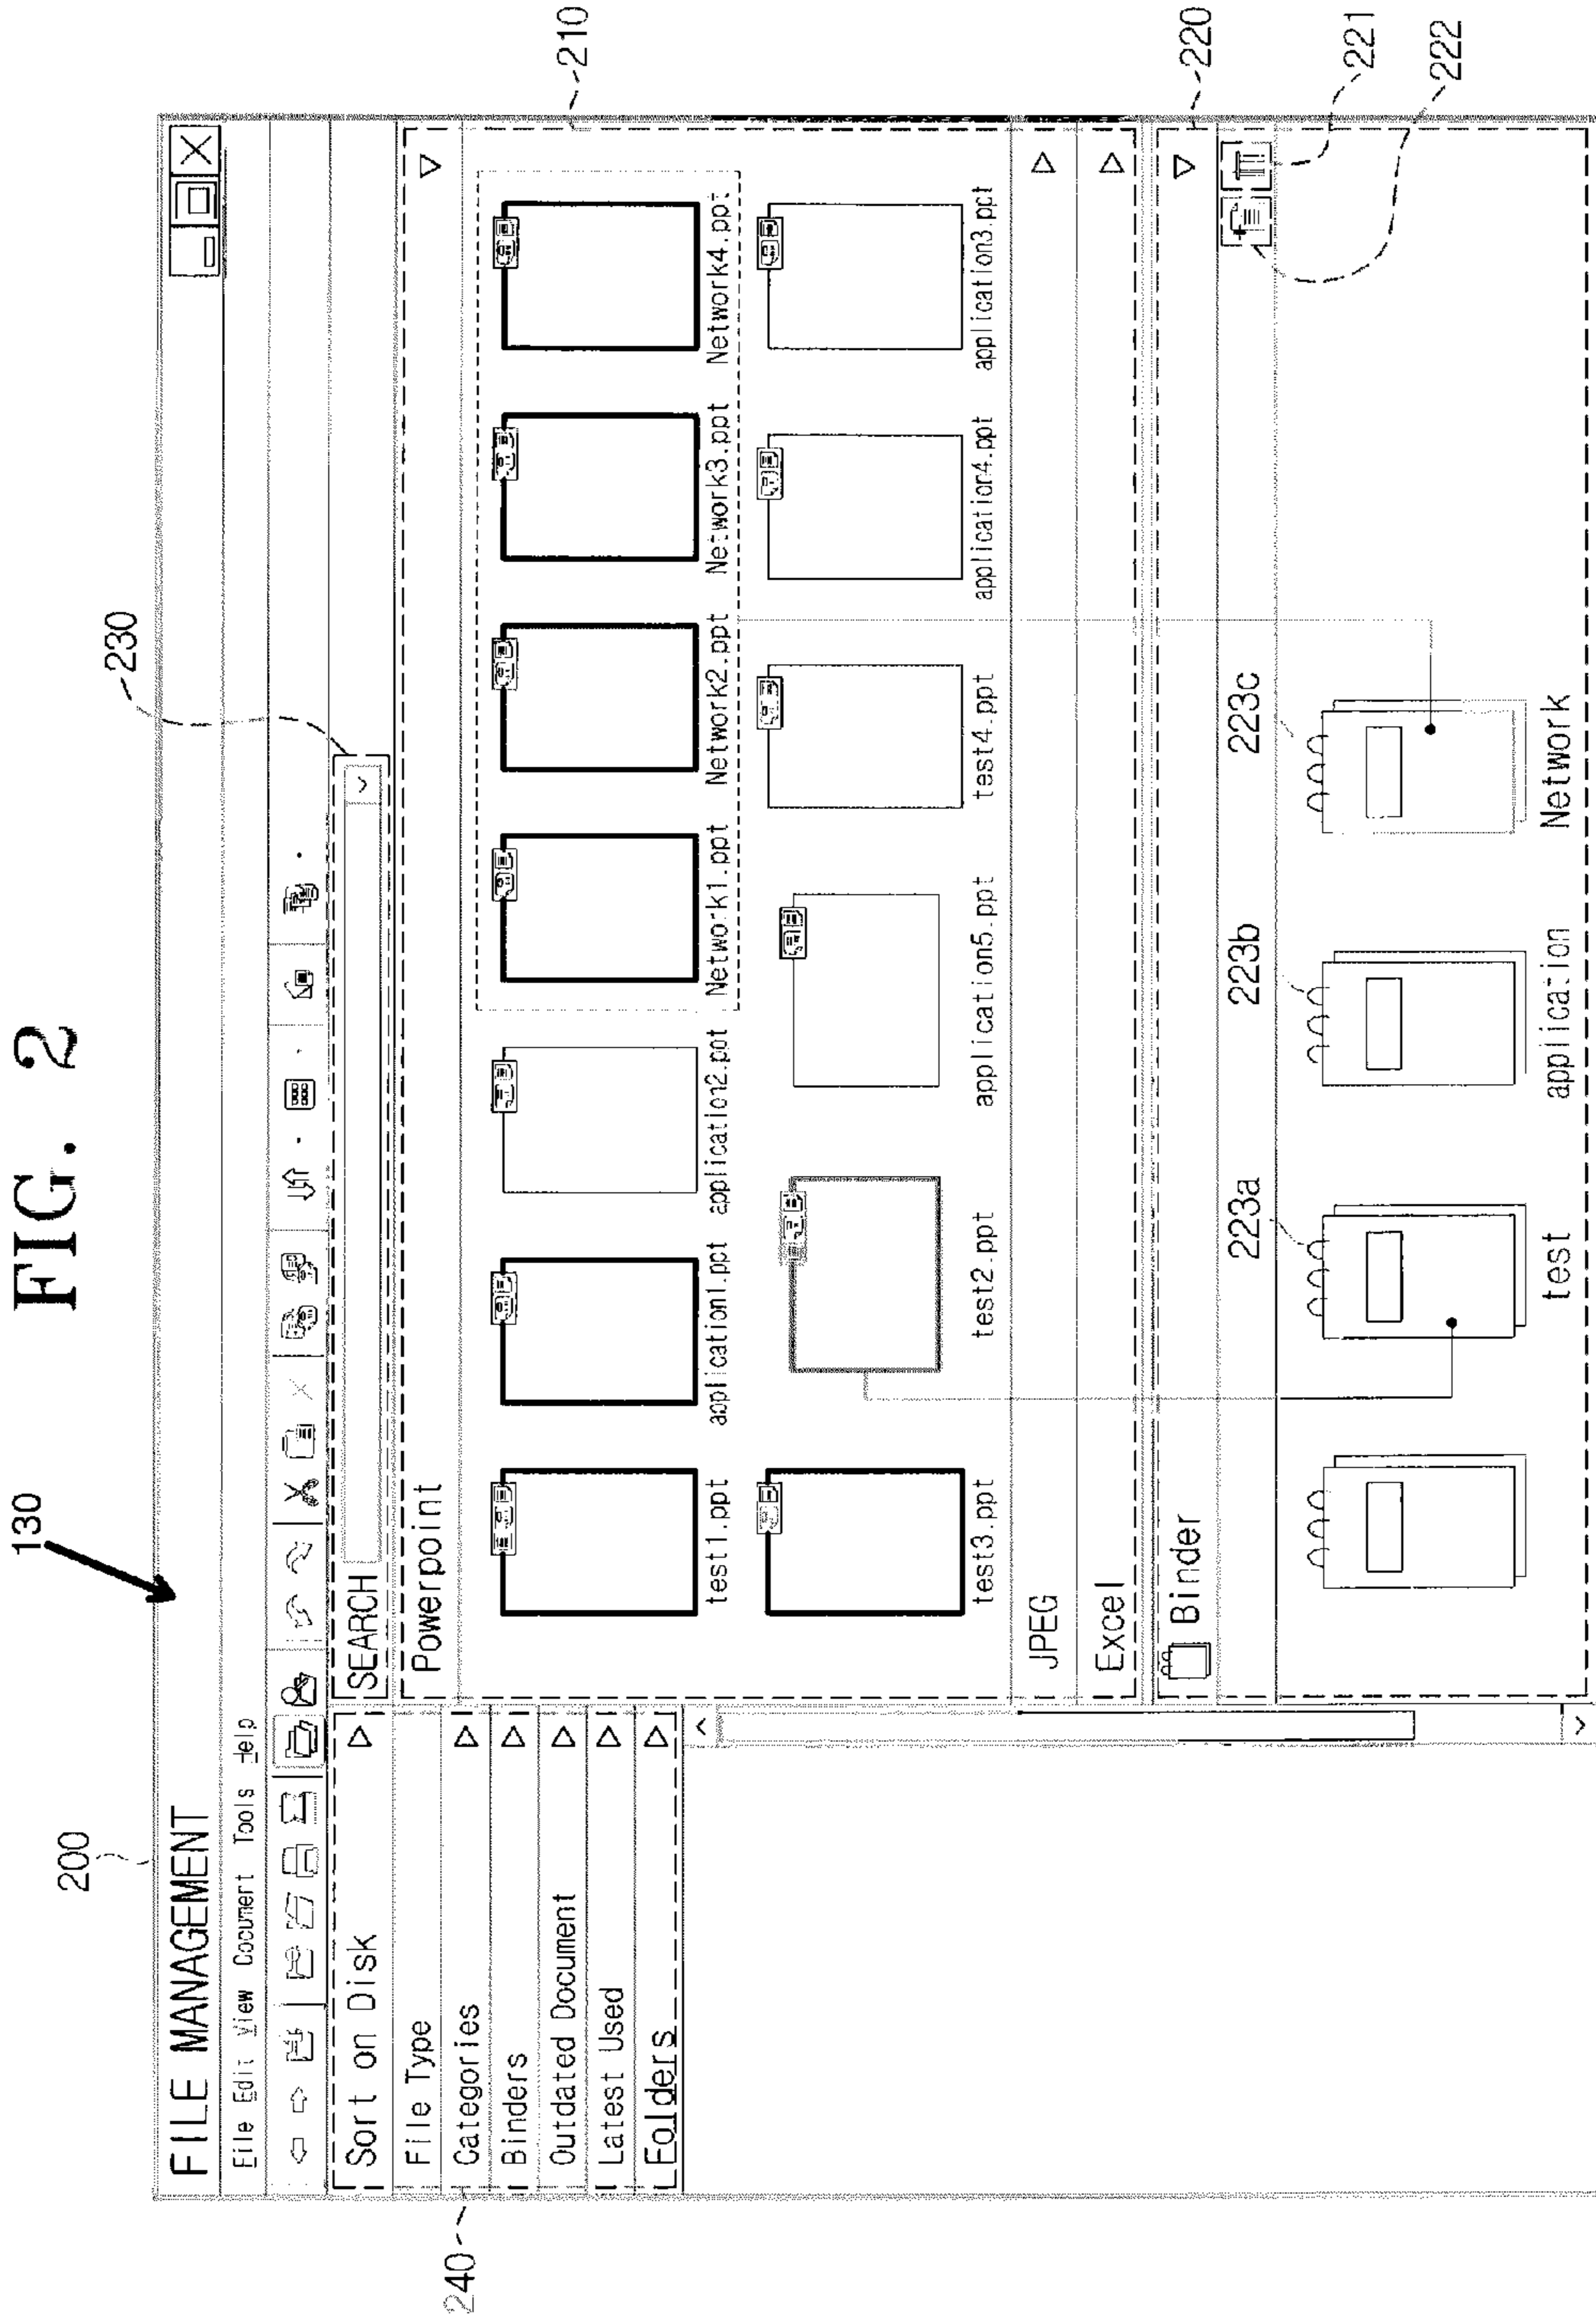 FIG. 2
130
200
FILE MANAGEMENT
File Edit View Document Tools Help
230
Sort on Disk
SEARCH
File Type
Categories
Binders
Outdated Document
Latest Used
Folders
240
Powerpoint
210
test1.ppt application1.ppt application2.ppt Network1.ppt Network2.ppt Network3.ppt Network4.ppt
test3.ppt test2.ppt application5.ppt test4.ppt application4.ppt application3.ppt
JPEG
Excel
Binder
220
221
222
223a 223b 223c
test application Network